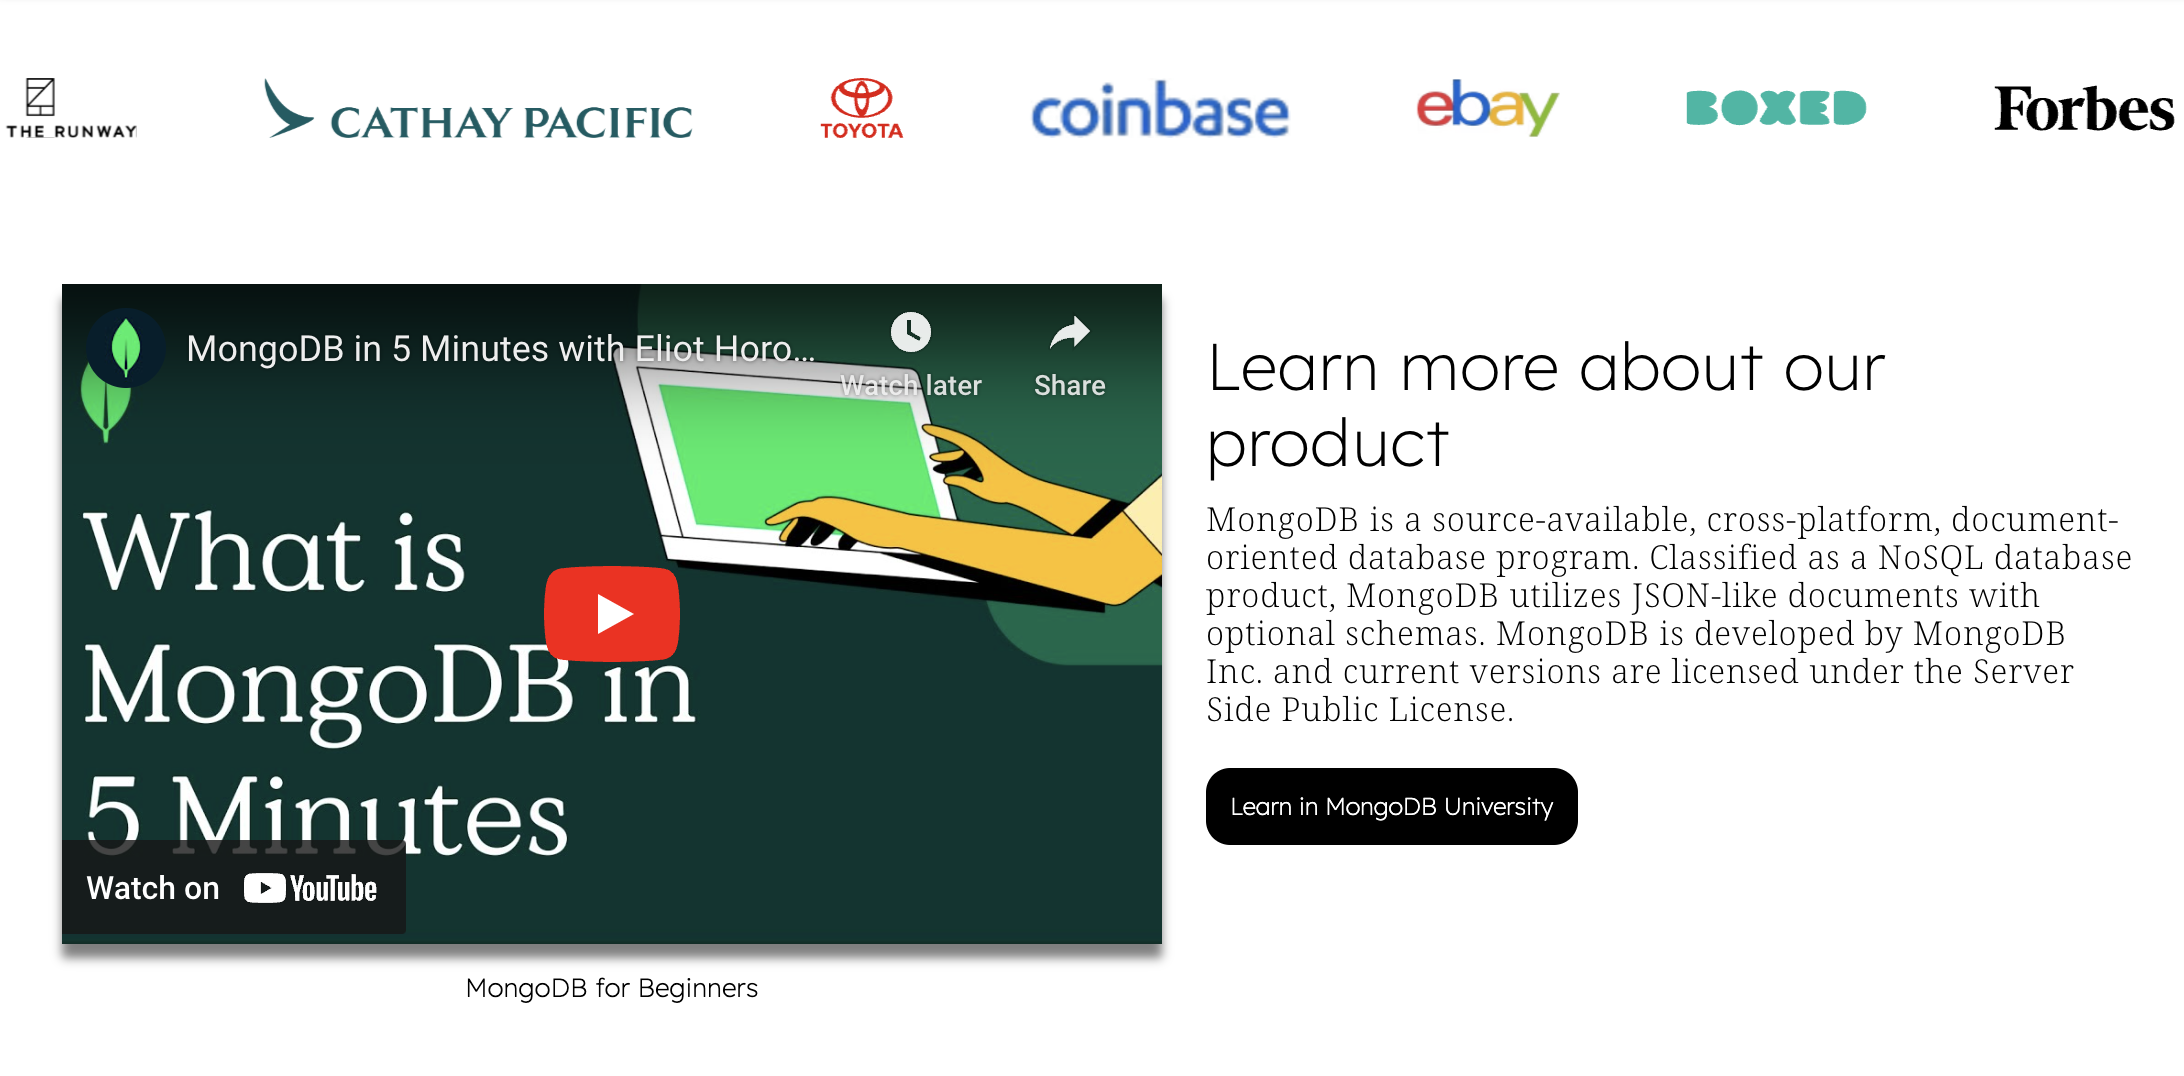 THE RUNWAY
CATHAY PACIFIC
TOYOTA
coinbase
ebay
BOXED
Forbes
MongoDB in 5 Minutes with Eliot Horo...
Watch later
Share
What is
MongoDB in
5 Minutes
Watch on YouTube
MongoDB for Beginners
Learn more about our
product
MongoDB is a source-available, cross-platform, document-
oriented database program. Classified as a NoSQL database
product, MongoDB utilizes JSON-like documents with
optional schemas. MongoDB is developed by MongoDB
Inc. and current versions are licensed under the Server
Side Public License.
Learn in MongoDB University